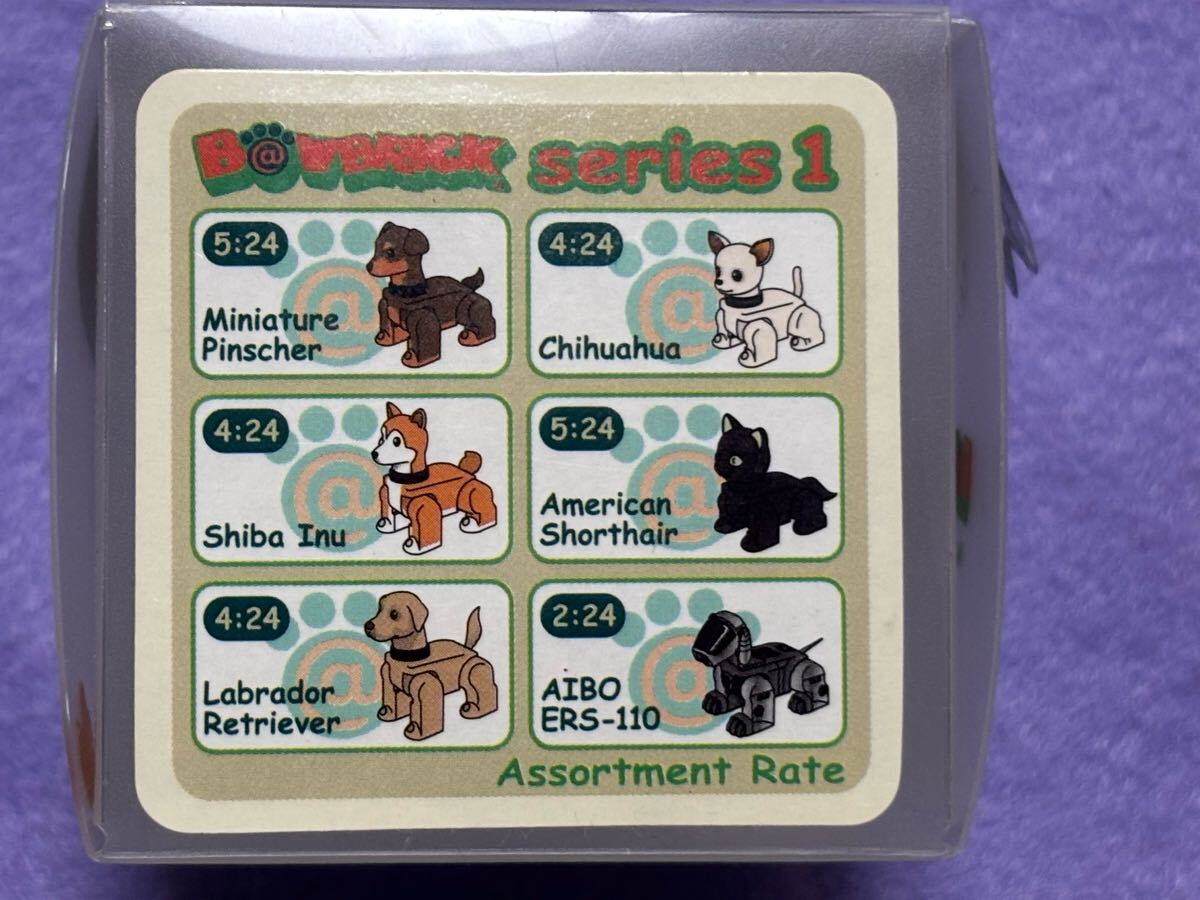 B@WBRICK series 1
5:24
Miniature
Pinscher
4:24
Chihuahua
4:24
Shiba Inu
5:24
American
Shorthair
4:24
Labrador
Retriever
2:24
AIBO
ERS-110
Assortment Rate